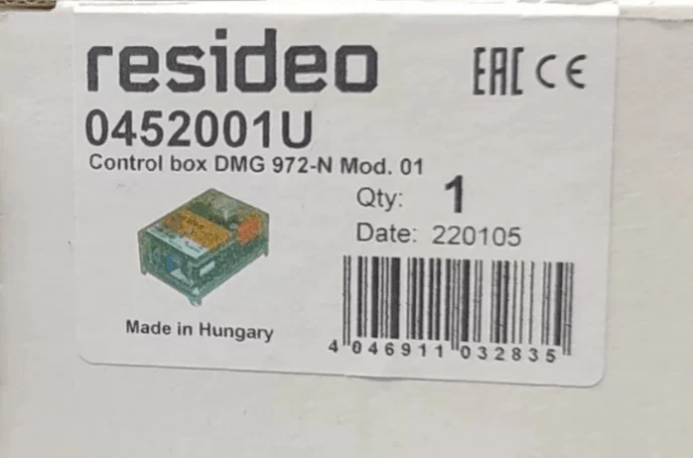 resideo
EAC CE
0452001U
Control box DMG 972-N Mod. 01
Qty: 1
Date: 220105
Made in Hungary
4 046911 032835